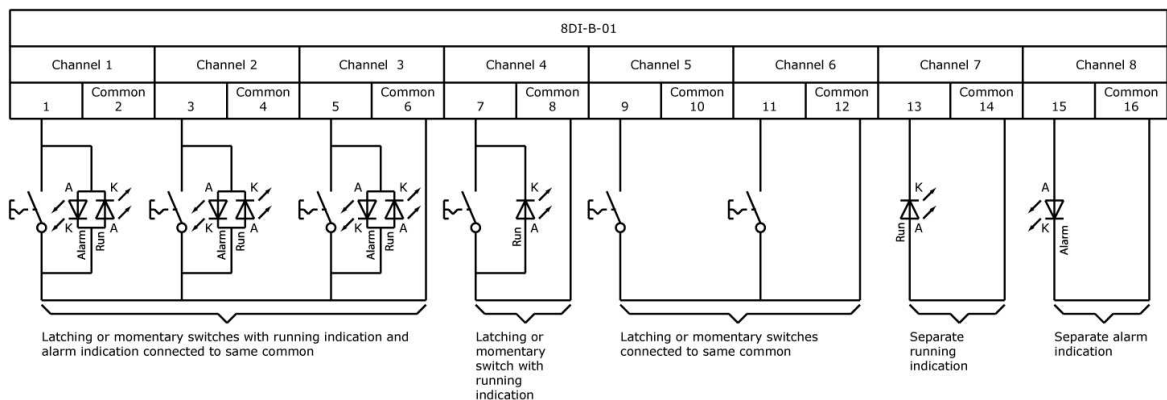 8DI-B-01
Channel 1 Channel 2 Channel 3 Channel 4 Channel 5 Channel 6 Channel 7 Channel 8
Common Common Common Common Common Common Common Common
1 2 3 4 5 6 7 8 9 10 11 12 13 14 15 16
A K A K A K K K A
K A K A K A A A K
Alarm Run Alarm Run Alarm Run Run Run Alarm
Latching or momentary switches with running indication and
alarm indication connected to same common
Latching or
momentary
switch with
running
indication
Latching or momentary switches
connected to same common
Separate
running
indication
Separate alarm
indication